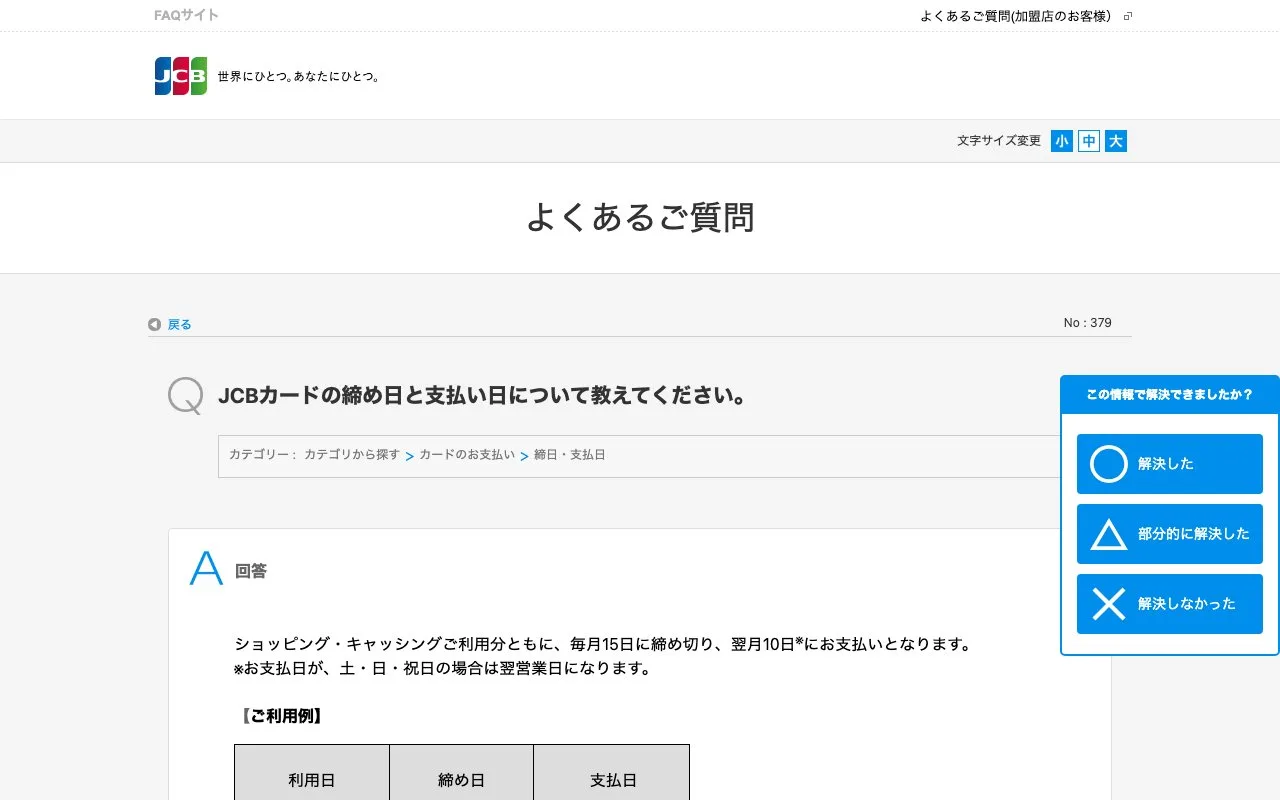 FAQサイト
よくあるご質問(加盟店のお客様)
JCB
世界にひとつ。あなたにひとつ。
文字サイズ変更 小 中 大
よくあるご質問
戻る
No : 379
Q JCBカードの締め日と支払い日について教えてください。
カテゴリー : カテゴリから探す > カードのお支払い > 締日・支払日
この情報で解決できましたか?
解決した
部分的に解決した
解決しなかった
A 回答
ショッピング・キャッシングご利用分ともに、毎月15日に締め切り、翌月10日※にお支払いとなります。
※お支払日が、土・日・祝日の場合は翌営業日になります。
【ご利用例】
利用日 締め日 支払日